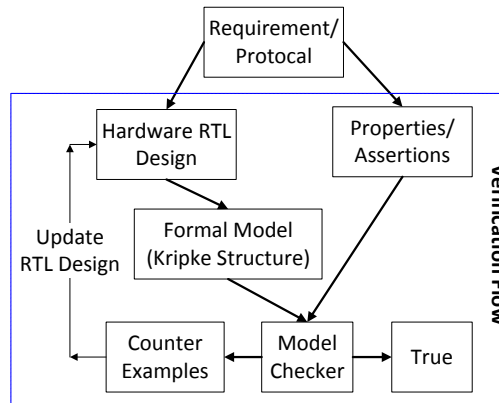 Requirement/
Protocal
Hardware RTL
Design
Properties/
Assertions
Formal Model
(Kripke Structure)
Update
RTL Design
Counter
Examples
Model
Checker
True
Verification Flow